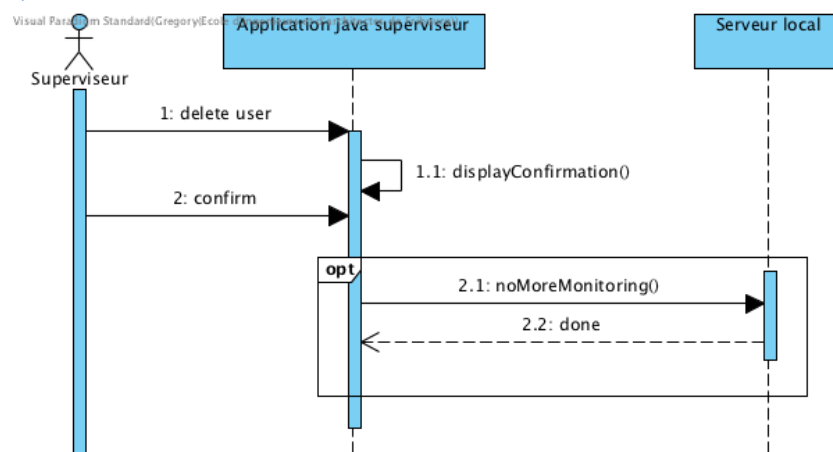 Visual Paradigm Standard(Gregory(Ecole
Application java superviseur
Serveur local
Superviseur
1: delete user
1.1: displayConfirmation()
2: confirm
opt
2.1: noMoreMonitoring()
2.2: done